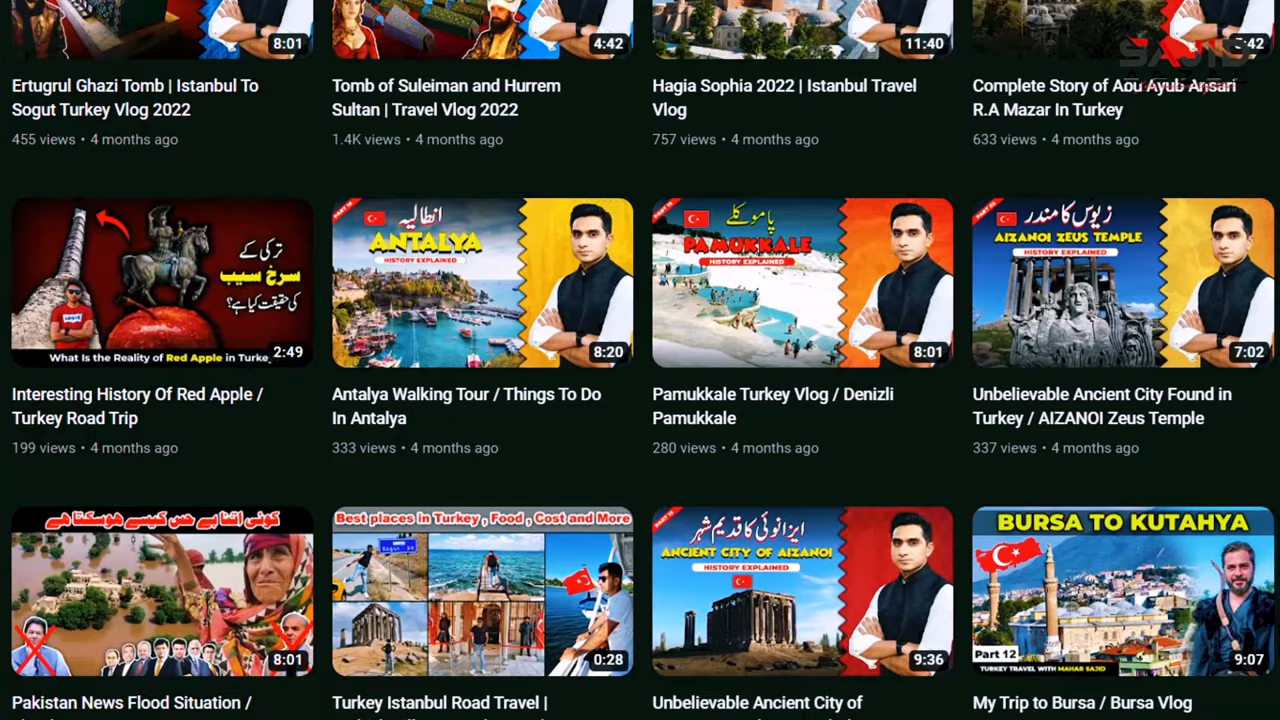 8:01
4:42
11:40
5:42
SAJID
Ertugrul Ghazi Tomb | Istanbul To
Sogut Turkey Vlog 2022
455 views • 4 months ago
Tomb of Suleiman and Hurrem
Sultan | Travel Vlog 2022
1.4K views • 4 months ago
Hagia Sophia 2022 | Istanbul Travel
Vlog
757 views • 4 months ago
Complete Story of Abu Ayub Ansari
R.A Mazar In Turkey
633 views • 4 months ago
ترکی کے
سرخ سیب
کی حقیقت کیا ہے؟
What Is the Reality of Red Apple in Turke
2:49
PART 14
انطالیہ
ANTALYA
HISTORY EXPLAINED
8:20
پاموکلے
PAMUKKALE
HISTORY EXPLAINED
8:01
زیوس کا مندر
AIZANOI ZEUS TEMPLE
HISTORY EXPLAINED
7:02
Interesting History Of Red Apple /
Turkey Road Trip
199 views • 4 months ago
Antalya Walking Tour / Things To Do
In Antalya
333 views • 4 months ago
Pamukkale Turkey Vlog / Denizli
Pamukkale
280 views • 4 months ago
Unbelievable Ancient City Found in
Turkey / AIZANOI Zeus Temple
337 views • 4 months ago
کوئی اتنا بے حس کیسے ہوسکتا ہے
8:01
Best places in Turkey , Food , Cost and More
0:28
ایزانوئی کا قدیم شہر
ANCIENT CITY OF AIZANOI
HISTORY EXPLAINED
9:36
BURSA TO KUTAHYA
Part 12
TURKEY TRAVEL WITH MAHAR SAJID
9:07
Pakistan News Flood Situation /
Turkey Istanbul Road Travel |
Unbelievable Ancient City of
My Trip to Bursa / Bursa Vlog